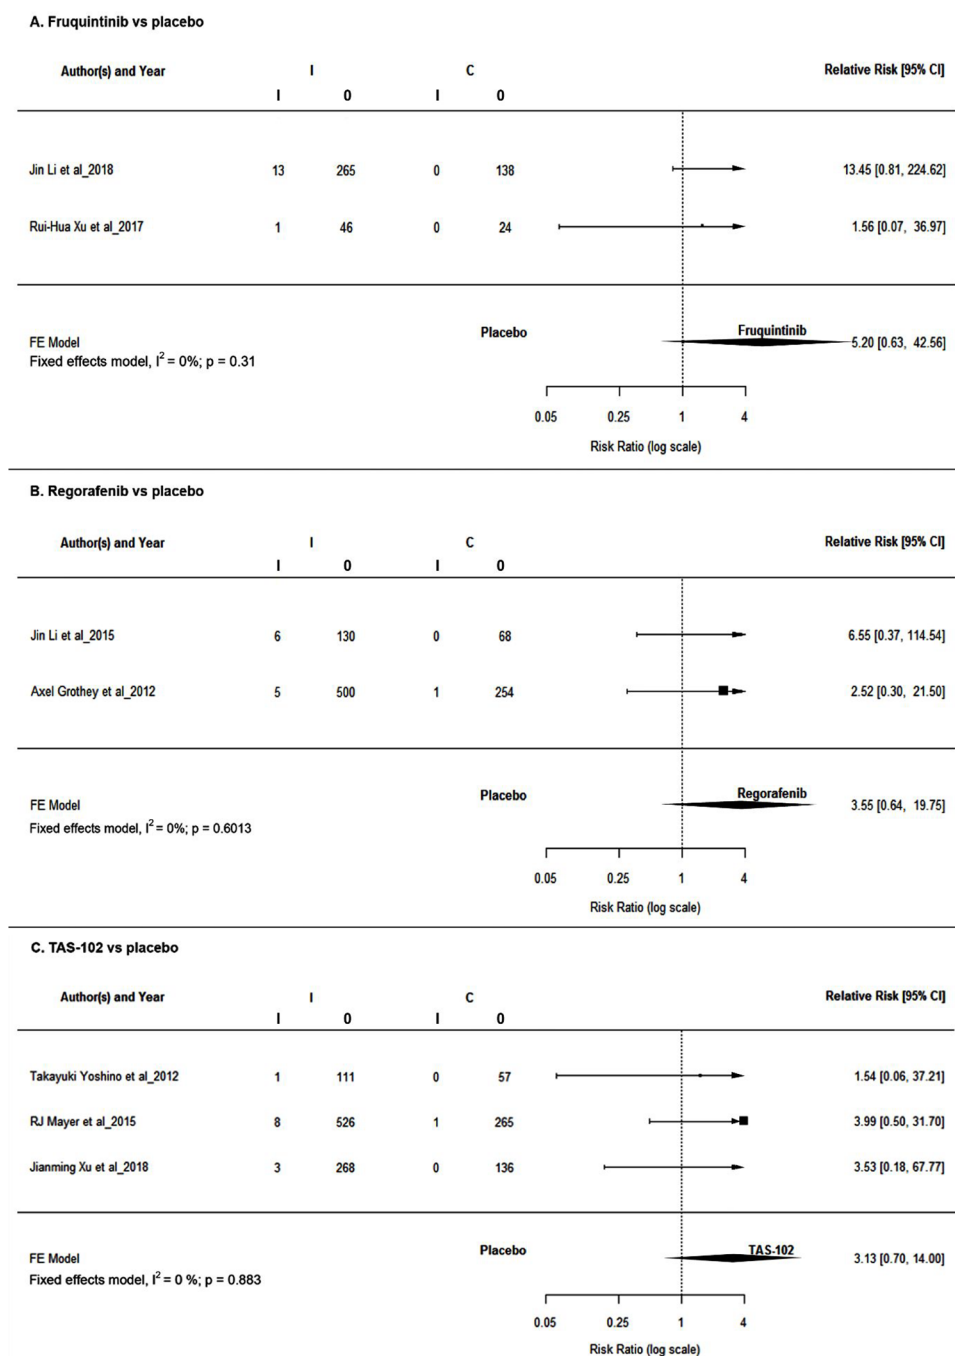 A. Fruquintinib vs placebo
Author(s) and Year I C Relative Risk [95% CI]
I 0 I 0
Jin Li et al_2018 13 265 0 138 13.45 [0.81, 224.62]
Rui-Hua Xu et al_2017 1 46 0 24 1.56 [0.07, 36.97]
Placebo Fruquintinib
FE Model 5.20 [0.63, 42.56]
Fixed effects model, I² = 0%; p = 0.31
0.05 0.25 1 4
Risk Ratio (log scale)
B. Regorafenib vs placebo
Author(s) and Year I C Relative Risk [95% CI]
I 0 I 0
Jin Li et al_2015 6 130 0 68 6.55 [0.37, 114.54]
Axel Grothey et al_2012 5 500 1 254 2.52 [0.30, 21.50]
Placebo Regorafenib
FE Model 3.55 [0.64, 19.75]
Fixed effects model, I² = 0%; p = 0.6013
0.05 0.25 1 4
Risk Ratio (log scale)
C. TAS-102 vs placebo
Author(s) and Year I C Relative Risk [95% CI]
I 0 I 0
Takayuki Yoshino et al_2012 1 111 0 57 1.54 [0.06, 37.21]
RJ Mayer et al_2015 8 526 1 265 3.99 [0.50, 31.70]
Jianming Xu et al_2018 3 268 0 136 3.53 [0.18, 67.77]
Placebo TAS-102
FE Model 3.13 [0.70, 14.00]
Fixed effects model, I² = 0 %; p = 0.883
0.05 0.25 1 4
Risk Ratio (log scale)